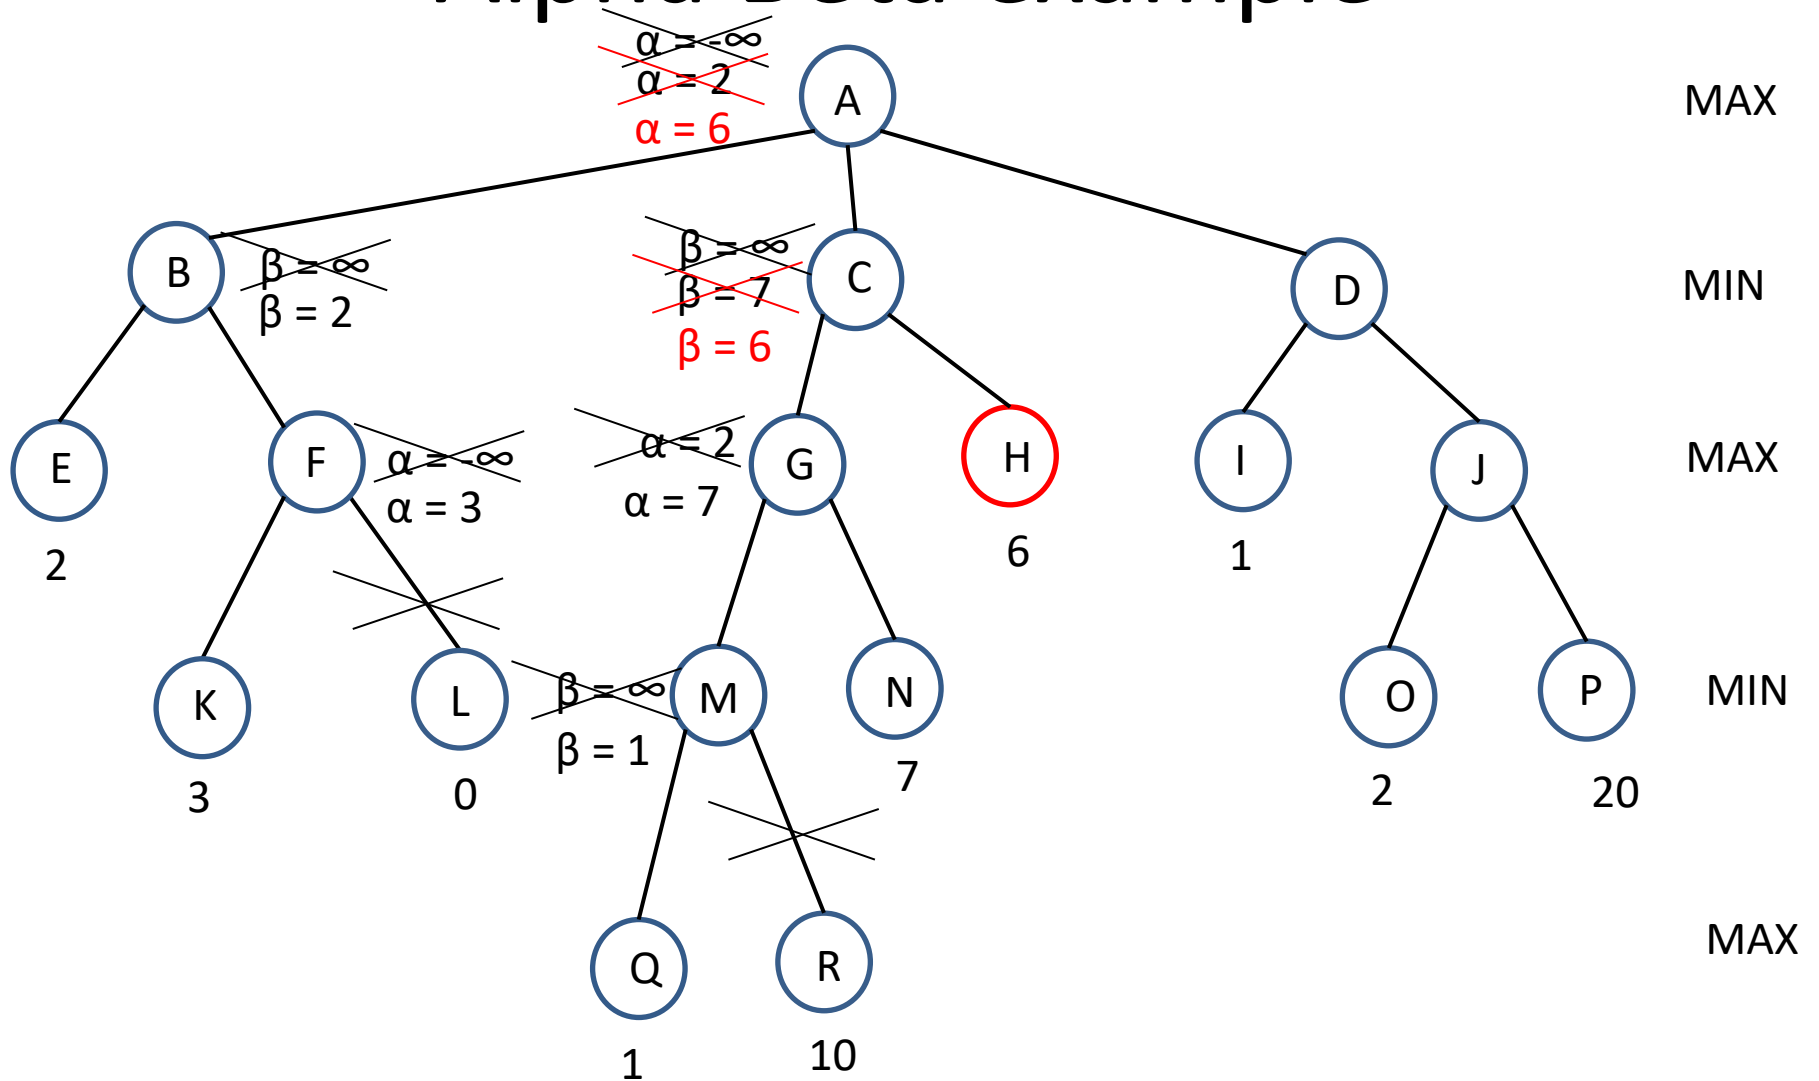 α = -∞
α = 2
α = 6
A
MAX
B
β = ∞
β = 2
β = ∞
β = 7
β = 6
C
D
MIN
E
2
F
α = -∞
α = 3
α = 2
α = 7
G
H
6
I
1
J
MAX
K
3
L
0
β = ∞
β = 1
M
N
7
O
2
P
20
MIN
Q
1
R
10
MAX